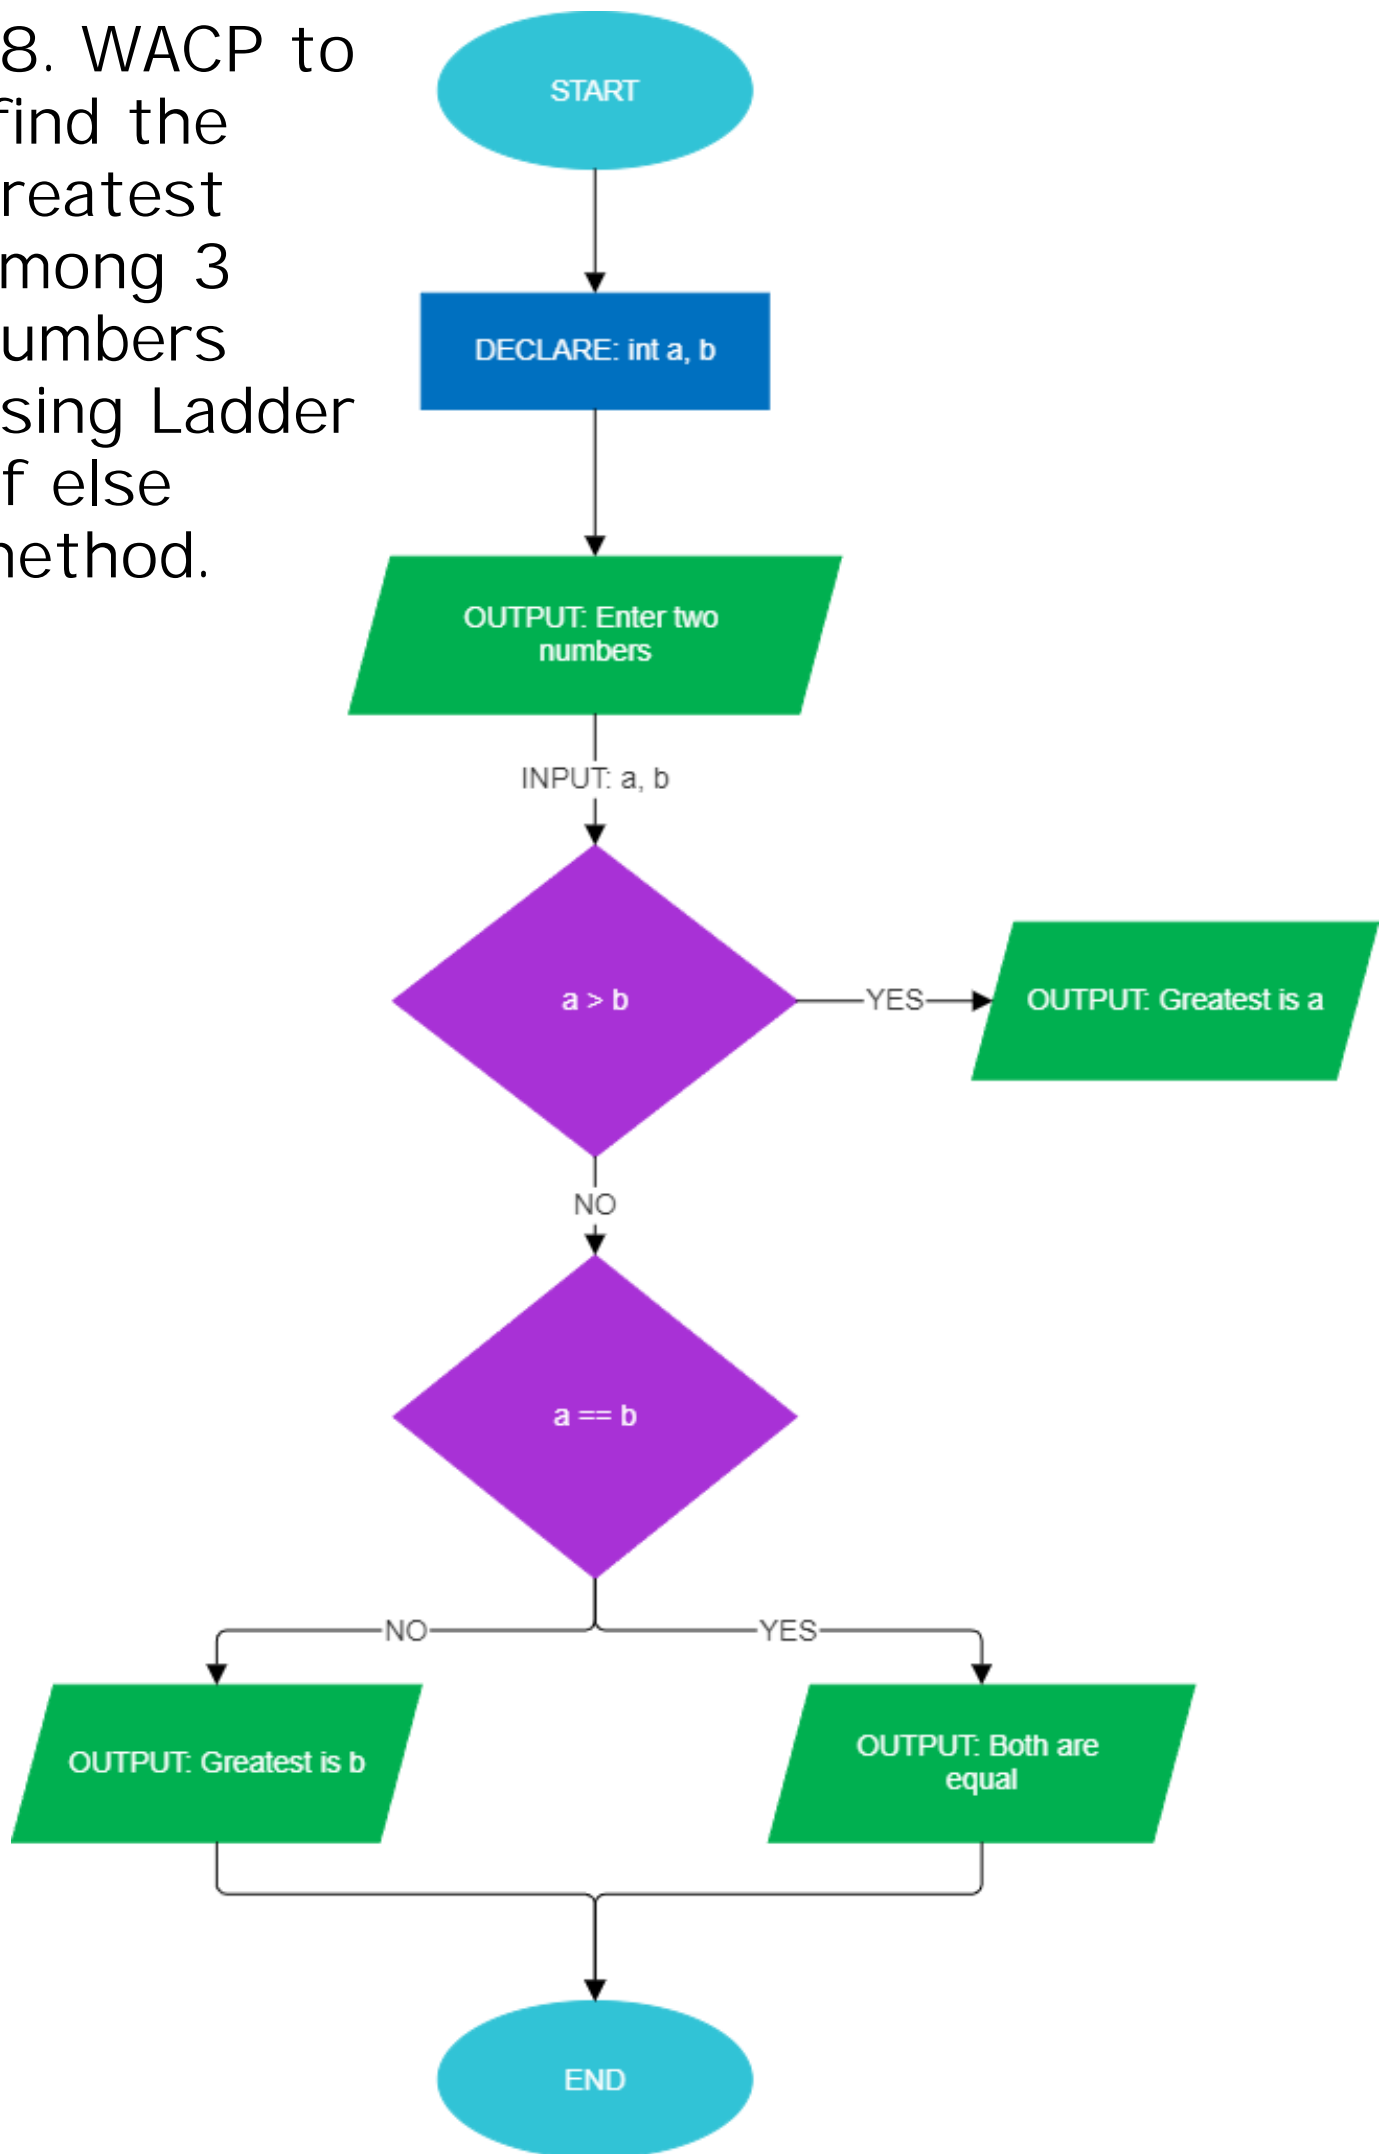 8. WACP to
find the
reatest
mong 3
umbers
sing Ladder
f else
method.
START
DECLARE: int a, b
OUTPUT: Enter two
numbers
INPUT: a, b
a > b
YES
OUTPUT: Greatest is a
NO
a == b
NO
YES
OUTPUT: Greatest is b
OUTPUT: Both are
equal
END